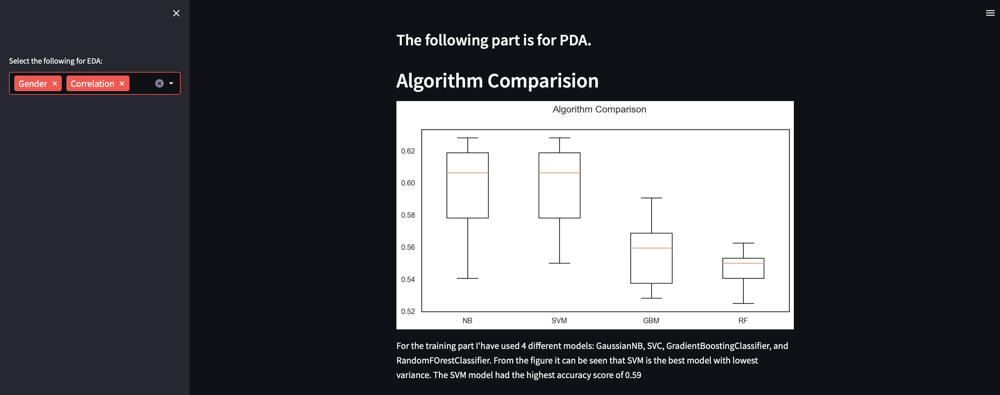 Select the following for EDA:
Gender
Correlation
The following part is for PDA.
Algorithm Comparision
Algorithm Comparison
0.62
0.60
0.58
0.56
0.54
0.52
NB SVM GBM RF
For the training part I'have used 4 different models: GaussianNB, SVC, GradientBoostingClassifier, and
RandomFOrestClassifier. From the figure it can be seen that SVM is the best model with lowest
variance. The SVM model had the highest accuracy score of 0.59